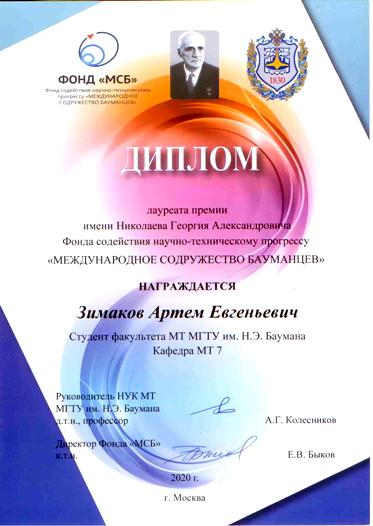 1830
ФОНД «МСБ»
Фонд содействия научно-техническому
прогрессу «МЕЖДУНАРОДНОЕ
СОДРУЖЕСТВО БАУМАНЦЕВ»
ДИПЛОМ
лауреата премии
имени Николаева Георгия Александровича
Фонда содействия научно-техническому прогрессу
«МЕЖДУНАРОДНОЕ СОДРУЖЕСТВО БАУМАНЦЕВ»
НАГРАЖДАЕТСЯ
Зимаков Артем Евгеньевич
Студент факультета МТ МГТУ им. Н.Э. Баумана
Кафедра МТ 7
Руководитель НУК МТ
МГТУ им. Н.Э. Баумана
д.т.н., профессор А.Г. Колесников
Директор Фонда «МСБ»
к.т.н. Е.В. Быков
2020 г.
г. Москва